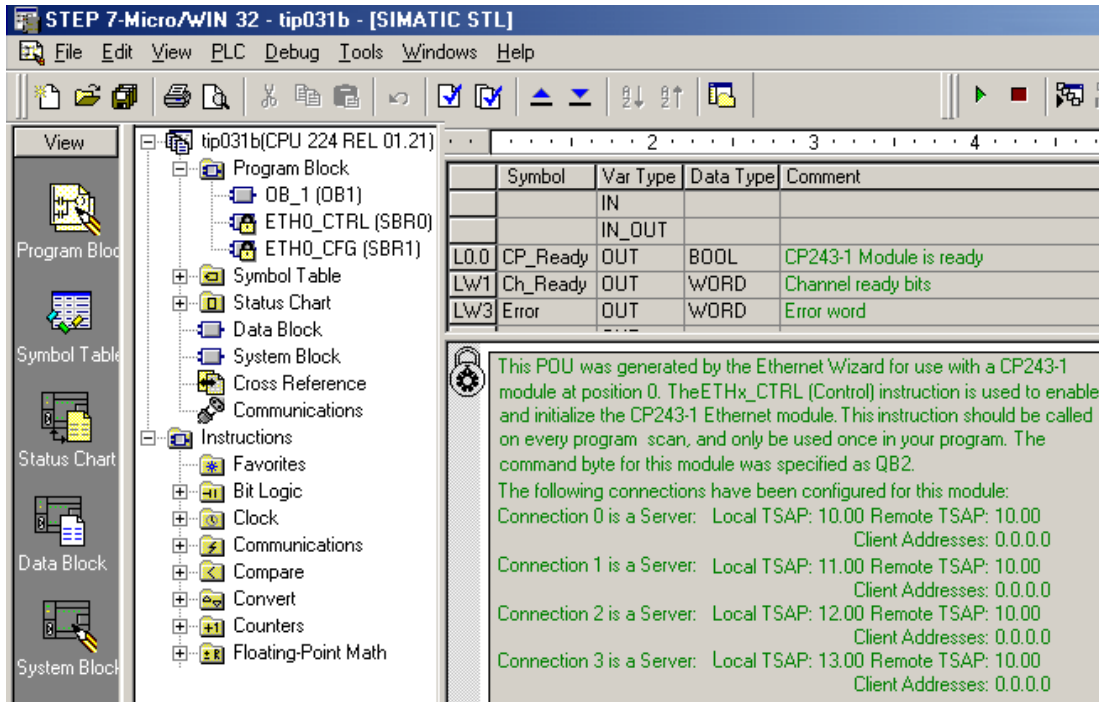 STEP 7-Micro/WIN 32 - tip031b - [SIMATIC STL]
File Edit View PLC Debug Tools Windows Help
View
Program Bloc
Symbol Table
Status Chart
Data Block
System Block
tip031b(CPU 224 REL 01.21)
Program Block
OB_1 (OB1)
ETH0_CTRL (SBR0)
ETH0_CFG (SBR1)
Symbol Table
Status Chart
Data Block
System Block
Cross Reference
Communications
Instructions
Favorites
Bit Logic
Clock
Communications
Compare
Convert
Counters
Floating-Point Math
2 3 4
Symbol Var Type Data Type Comment
IN
IN_OUT
L0.0 CP_Ready OUT BOOL CP243-1 Module is ready
LW1 Ch_Ready OUT WORD Channel ready bits
LW3 Error OUT WORD Error word
This POU was generated by the Ethernet Wizard for use with a CP243-1
module at position 0. TheETHx_CTRL (Control) instruction is used to enable
and initialize the CP243-1 Ethernet module. This instruction should be called
on every program scan, and only be used once in your program. The
command byte for this module was specified as QB2.
The following connections have been configured for this module:
Connection 0 is a Server: Local TSAP: 10.00 Remote TSAP: 10.00
Client Addresses: 0.0.0.0
Connection 1 is a Server: Local TSAP: 11.00 Remote TSAP: 10.00
Client Addresses: 0.0.0.0
Connection 2 is a Server: Local TSAP: 12.00 Remote TSAP: 10.00
Client Addresses: 0.0.0.0
Connection 3 is a Server: Local TSAP: 13.00 Remote TSAP: 10.00
Client Addresses: 0.0.0.0